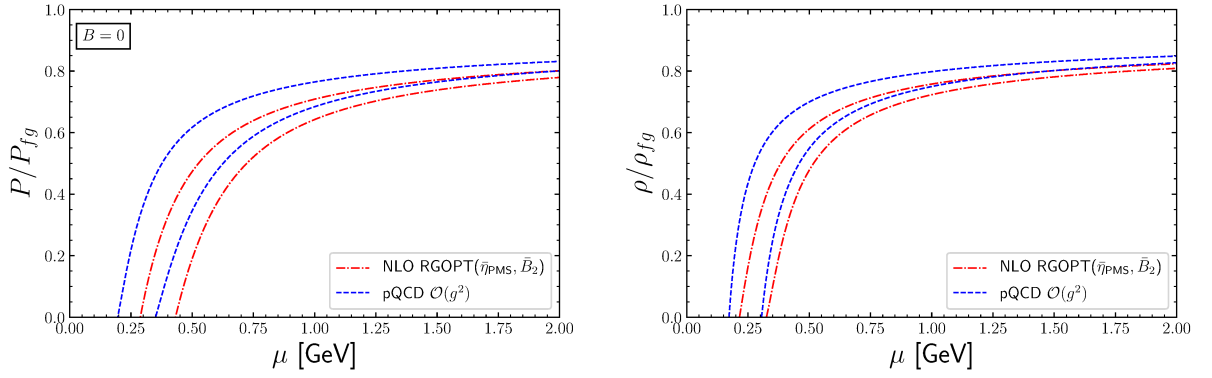 B = 0
P/P_{fg}
1.0
0.8
0.6
0.4
0.2
0.0
NLO RGOPT(η̄_PMS, B̄_2)
pQCD 𝒪(g²)
0.00 0.25 0.50 0.75 1.00 1.25 1.50 1.75 2.00
μ [GeV]
ρ/ρ_{fg}
1.0
0.8
0.6
0.4
0.2
0.0
NLO RGOPT(η̄_PMS, B̄_2)
pQCD 𝒪(g²)
0.00 0.25 0.50 0.75 1.00 1.25 1.50 1.75 2.00
μ [GeV]